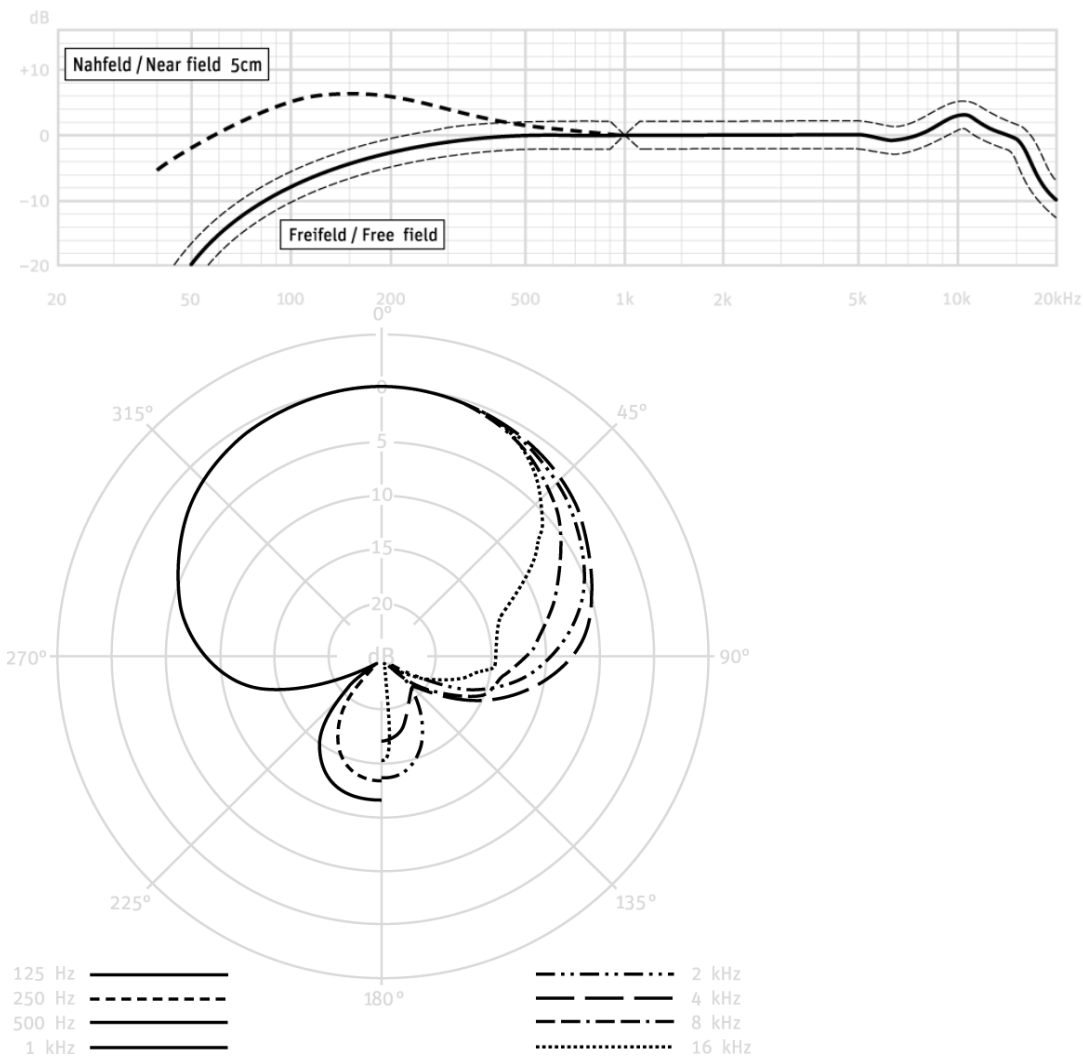 dB
Nahfeld / Near field 5cm
+10
0
−10
Freifeld / Free field
−20
20 50 100 200 500 1k 2k 5k 10k 20kHz
0°
315° 45°
0
5
10
15
20
270° dB 90°
225° 135°
180°
125 Hz 2 kHz
250 Hz 4 kHz
500 Hz 8 kHz
1 kHz 16 kHz